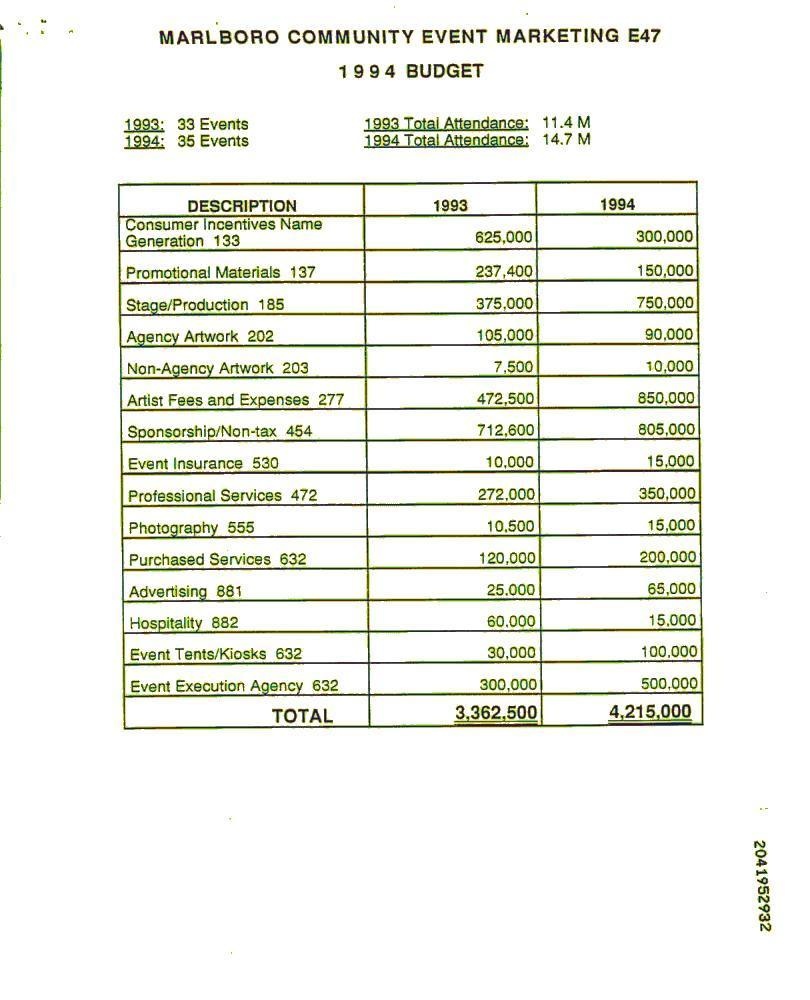 MARLBORO COMMUNITY EVENT MARKETING E47
1994 BUDGET
1993: 33 Events 1993 Total Attendance: 11.4 M
1994: 35 Events 1994 Total Attendance: 14.7 M
DESCRIPTION 1993 1994
Consumer Incentives Name
Generation 133 625,000 300,000
Promotional Materials 137 237,400 150,000
Stage/Production 185 375,000 750,000
Agency Artwork 202 105,000 90,000
Non-Agency Artwork 203 7,500 10,000
Artist Fees and Expenses 277 472,500 850,000
Sponsorship/Non-tax 454 712,600 805,000
Event Insurance 530 10,000 15,000
Professional Services 472 272,000 350,000
Photography 555 10,500 15,000
Purchased Services 632 120,000 200,000
Advertising 881 25.000 65,000
Hospitality 882 60,000 15,000
Event Tents/Kiosks 632 30,000 100,000
Event Execution Agency 632 300,000 500,000
TOTAL 3,362,500 4,215,000
2041952932